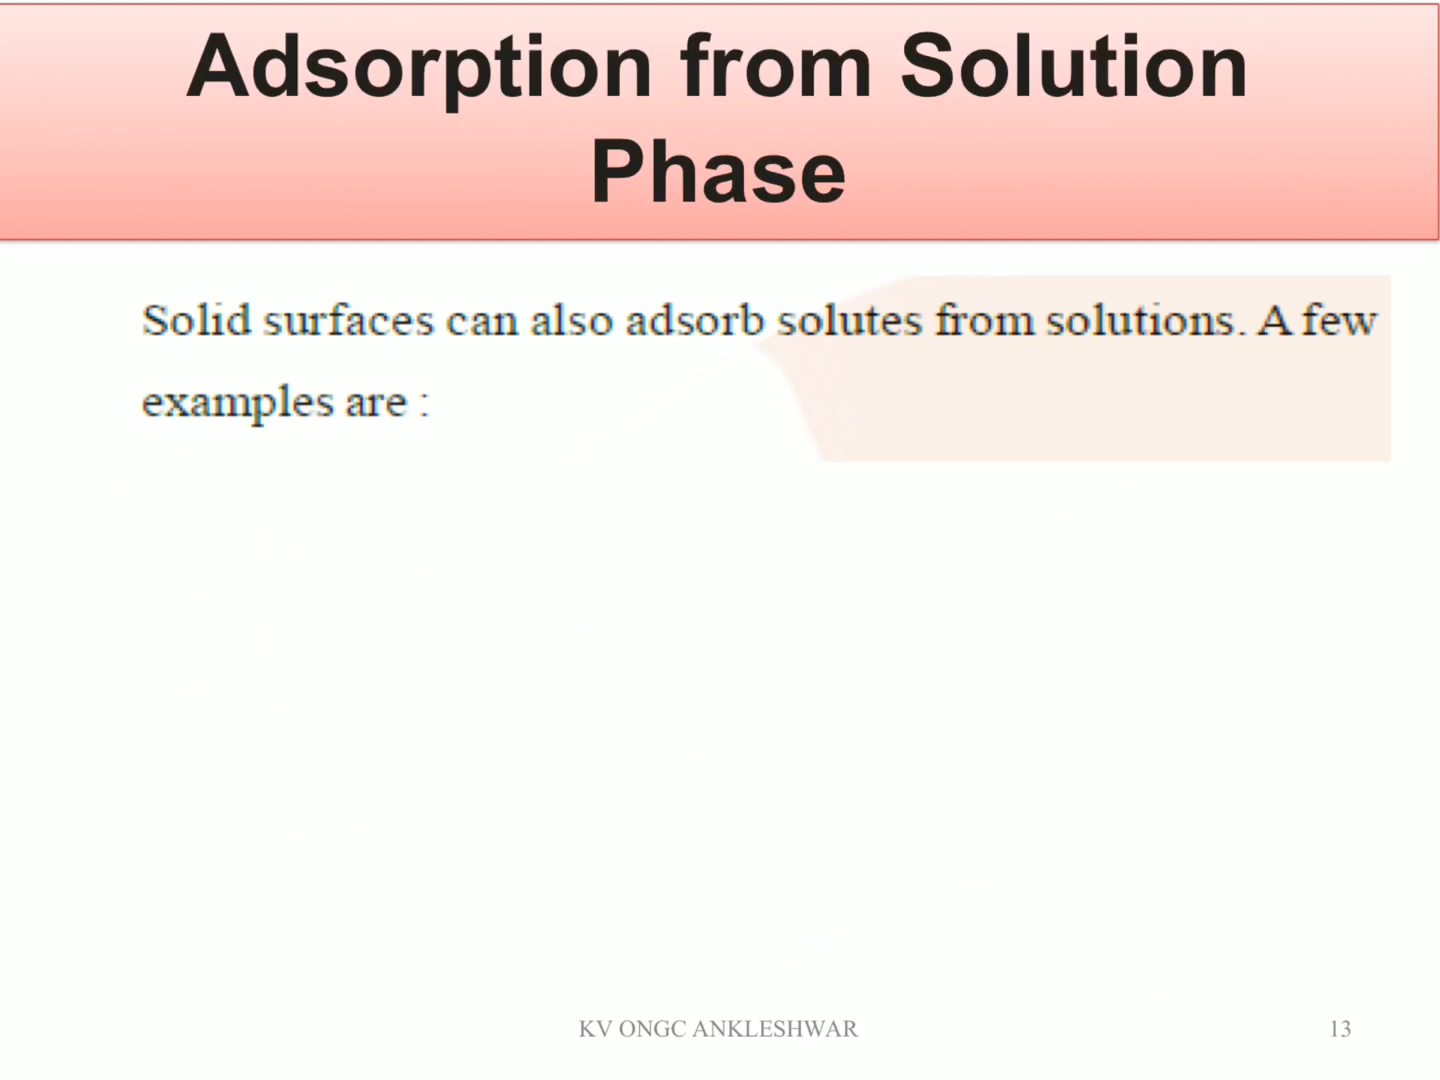 Adsorption from Solution
Phase
Solid surfaces can also adsorb solutes from solutions. A few
examples are :
KV ONGC ANKLESHWAR
13